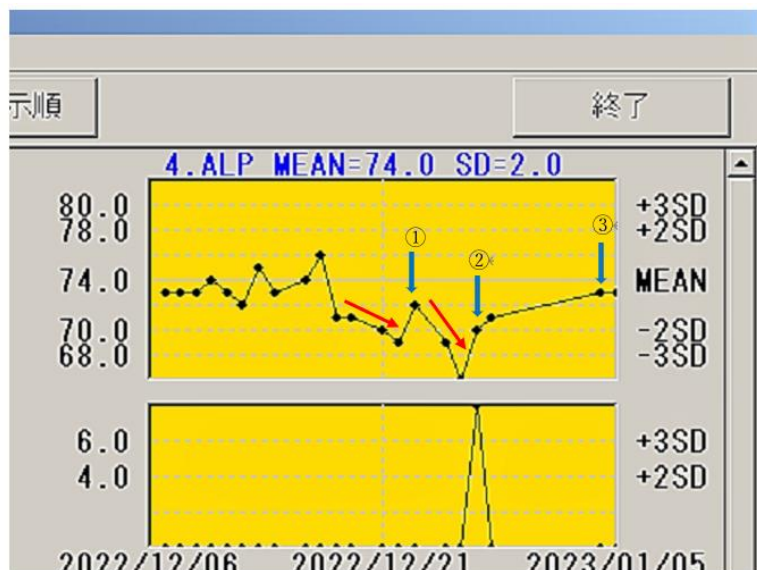 示順
終了
4.ALP MEAN=74.0 SD=2.0
80.0 +3SD
78.0 ③ +2SD
①
②
74.0 MEAN
70.0 -2SD
68.0 -3SD
6.0 +3SD
4.0 +2SD
2022/12/06 2022/12/21 2023/01/05